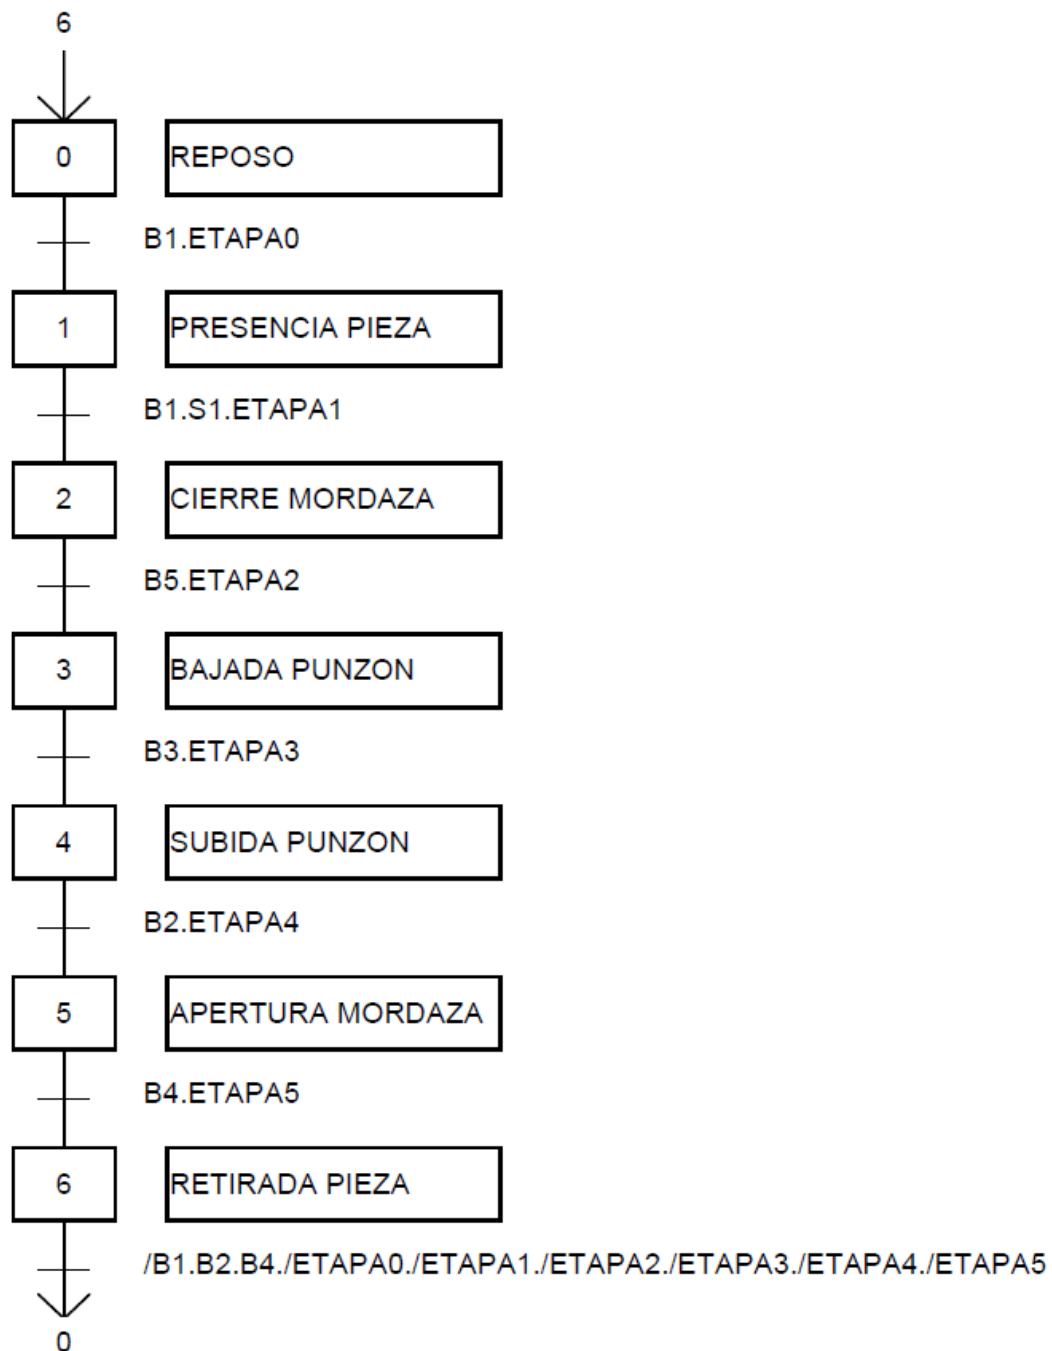 6
0 REPOSO
B1.ETAPA0
1 PRESENCIA PIEZA
B1.S1.ETAPA1
2 CIERRE MORDAZA
B5.ETAPA2
3 BAJADA PUNZON
B3.ETAPA3
4 SUBIDA PUNZON
B2.ETAPA4
5 APERTURA MORDAZA
B4.ETAPA5
6 RETIRADA PIEZA
/B1.B2.B4./ETAPA0./ETAPA1./ETAPA2./ETAPA3./ETAPA4./ETAPA5
0